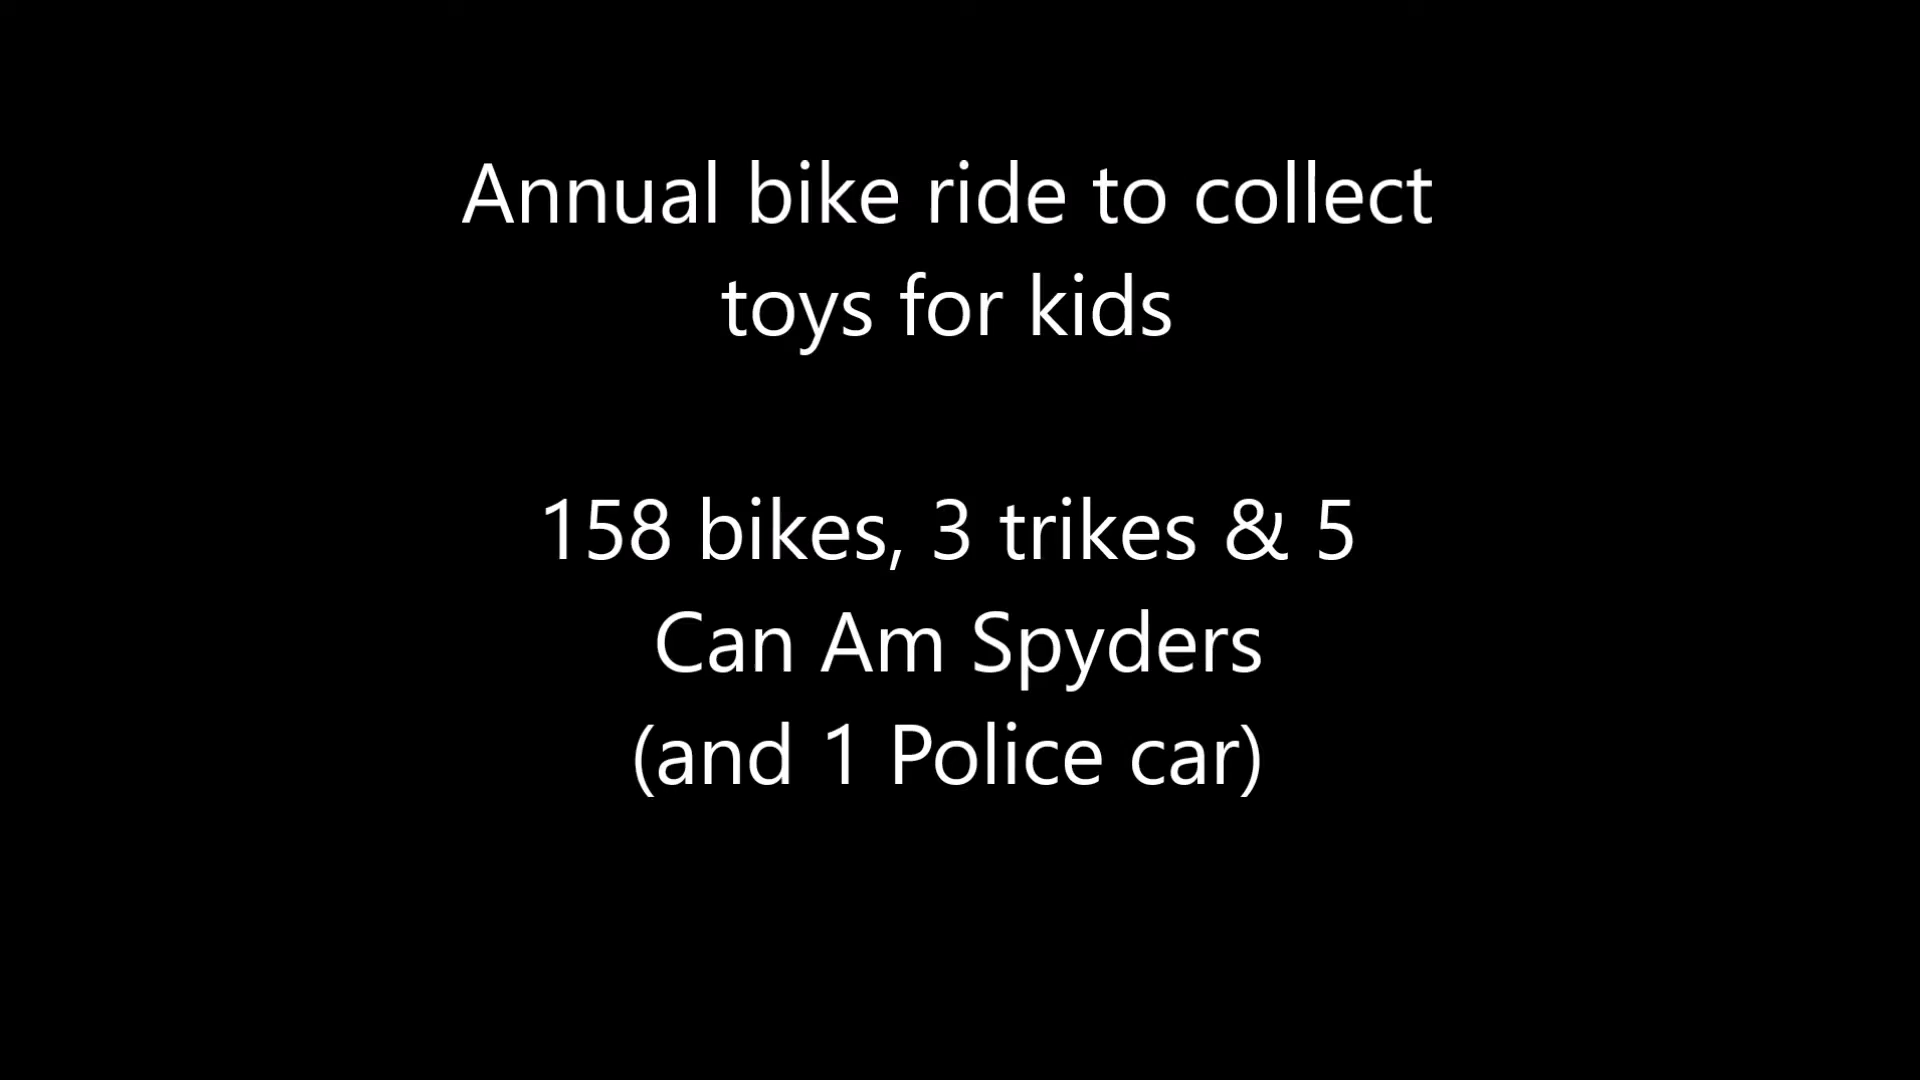 Annual bike ride to collect
toys for kids
158 bikes, 3 trikes & 5
Can Am Spyders
(and 1 Police car)